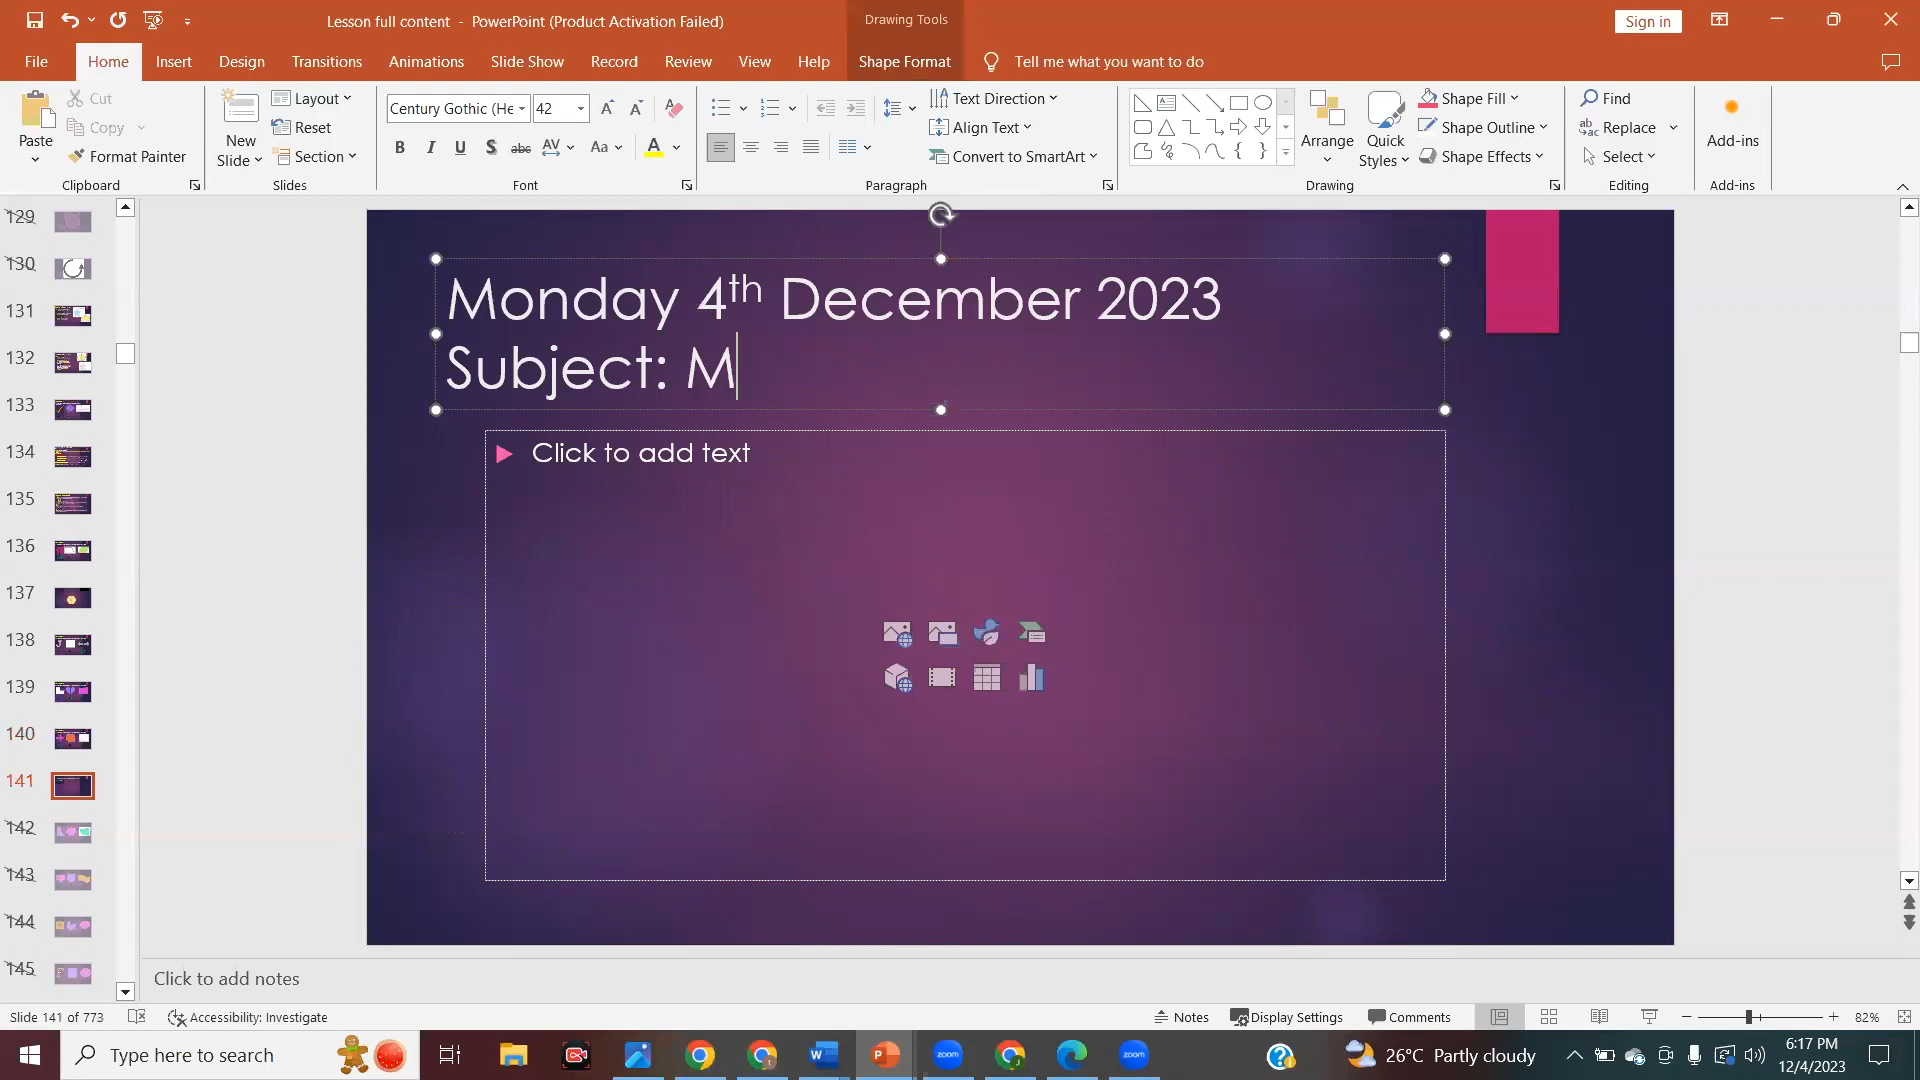 Lesson full content - PowerPoint (Product Activation Failed)
Drawing Tools
Sign in
File
Home
Insert
Design
Transitions
Animations
Slide Show
Record
Review
View
Help
Shape Format
Tell me what you want to do
Paste
Cut
Copy
Format Painter
Clipboard
New Slide
Layout
Reset
Section
Slides
Century Gothic (He
42
Font
Text Direction
Align Text
Convert to SmartArt
Paragraph
Arrange
Quick Styles
Shape Fill
Shape Outline
Shape Effects
Drawing
Find
Replace
Select
Editing
Add-ins
Add-ins
129
130
131
132
133
134
135
136
137
138
139
140
141
142
143
144
145
Monday 4th December 2023
Subject: M
Click to add text
Click to add notes
Slide 141 of 773
Accessibility: Investigate
Notes
Display Settings
Comments
82%
Type here to search
26°C Partly cloudy
6:17 PM
12/4/2023